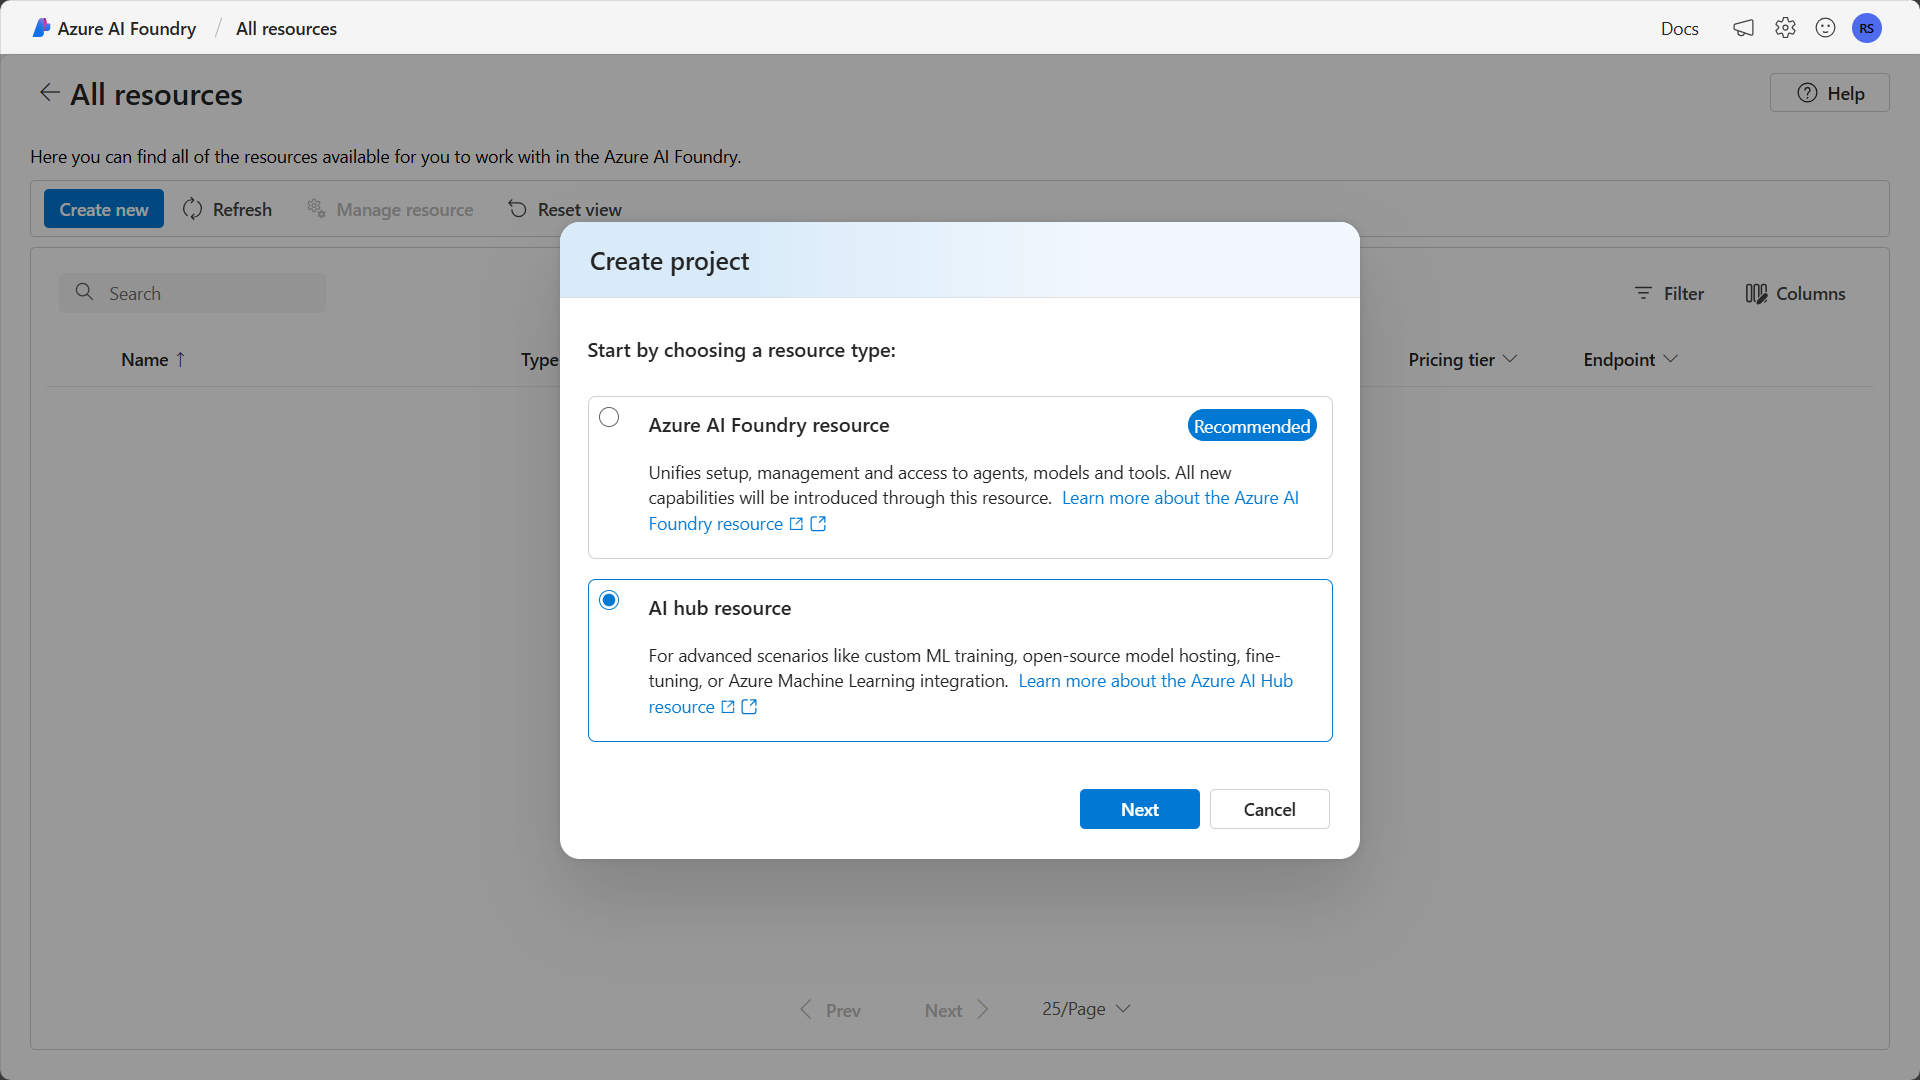 Azure AI Foundry / All resources
Docs
RS
All resources
Help
Here you can find all of the resources available for you to work with in the Azure AI Foundry.
Create new
Refresh
Manage resource
Reset view
Search
Filter
Columns
Name
Type
Pricing tier
Endpoint
Create project
Start by choosing a resource type:
Azure AI Foundry resource
Recommended
Unifies setup, management and access to agents, models and tools. All new
capabilities will be introduced through this resource. Learn more about the Azure AI
Foundry resource
AI hub resource
For advanced scenarios like custom ML training, open-source model hosting, fine-
tuning, or Azure Machine Learning integration. Learn more about the Azure AI Hub
resource
Next
Cancel
Prev
Next
25/Page